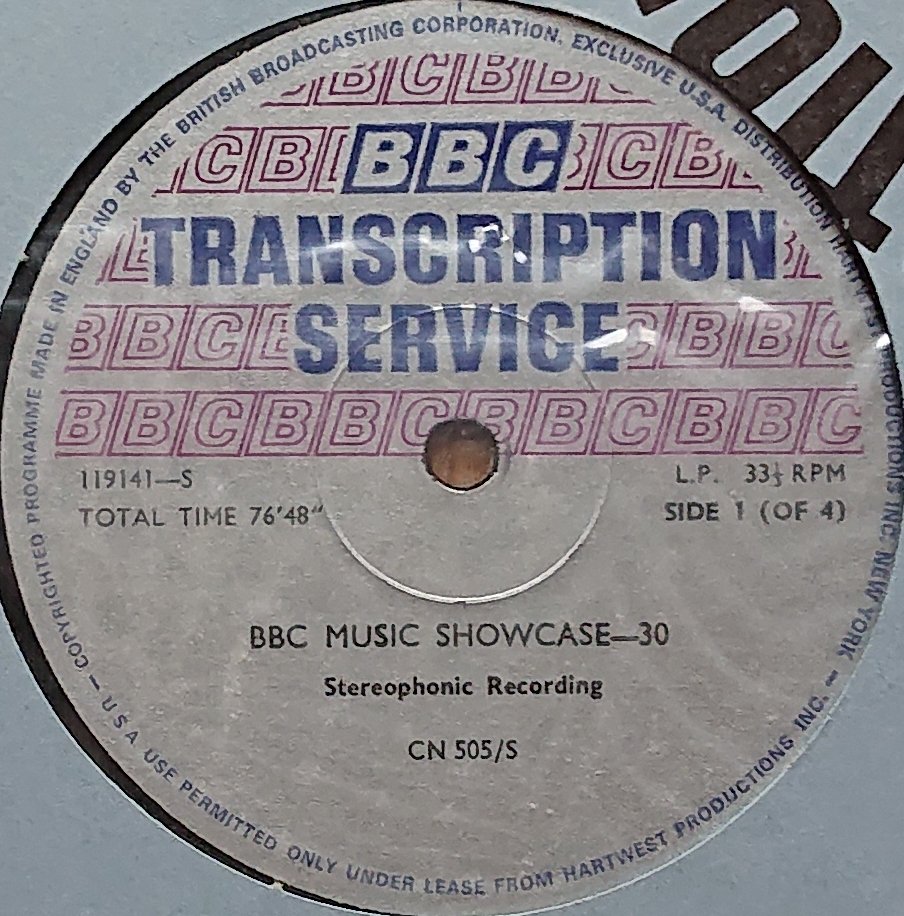 COPYRIGHTED PROGRAMME MADE IN ENGLAND BY THE BRITISH BROADCASTING CORPORATION. EXCLUSIVE U.S.A. DISTRIBUTION HARTWEST PRODUCTIONS INC. NEW YORK
BBC
TRANSCRIPTION
SERVICE
BBCBBCBBC
119141—S
L.P. 33⅓ RPM
TOTAL TIME 76'48"
SIDE 1 (OF 4)
BBC MUSIC SHOWCASE—30
Stereophonic Recording
CN 505/S
— U.S.A USE PERMITTED ONLY UNDER LEASE FROM HARTWEST PRODUCTIONS INC. —